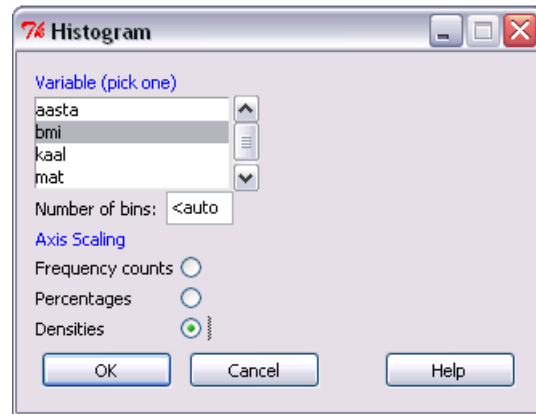 Histogram
Variable (pick one)
aasta
bmi
kaal
mat
Number of bins: <auto
Axis Scaling
Frequency counts
Percentages
Densities
OK Cancel Help